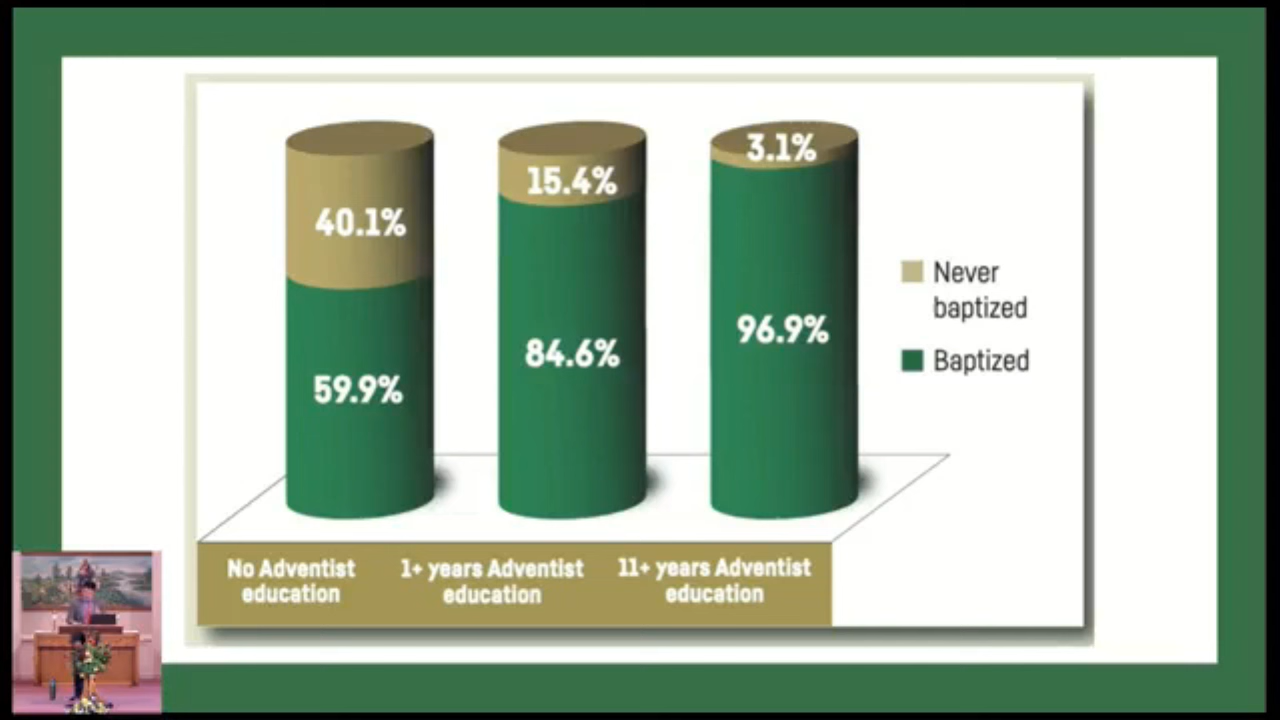 40.1%
15.4%
3.1%
59.9%
84.6%
96.9%
Never
baptized
Baptized
No Adventist
education
1+ years Adventist
education
11+ years Adventist
education